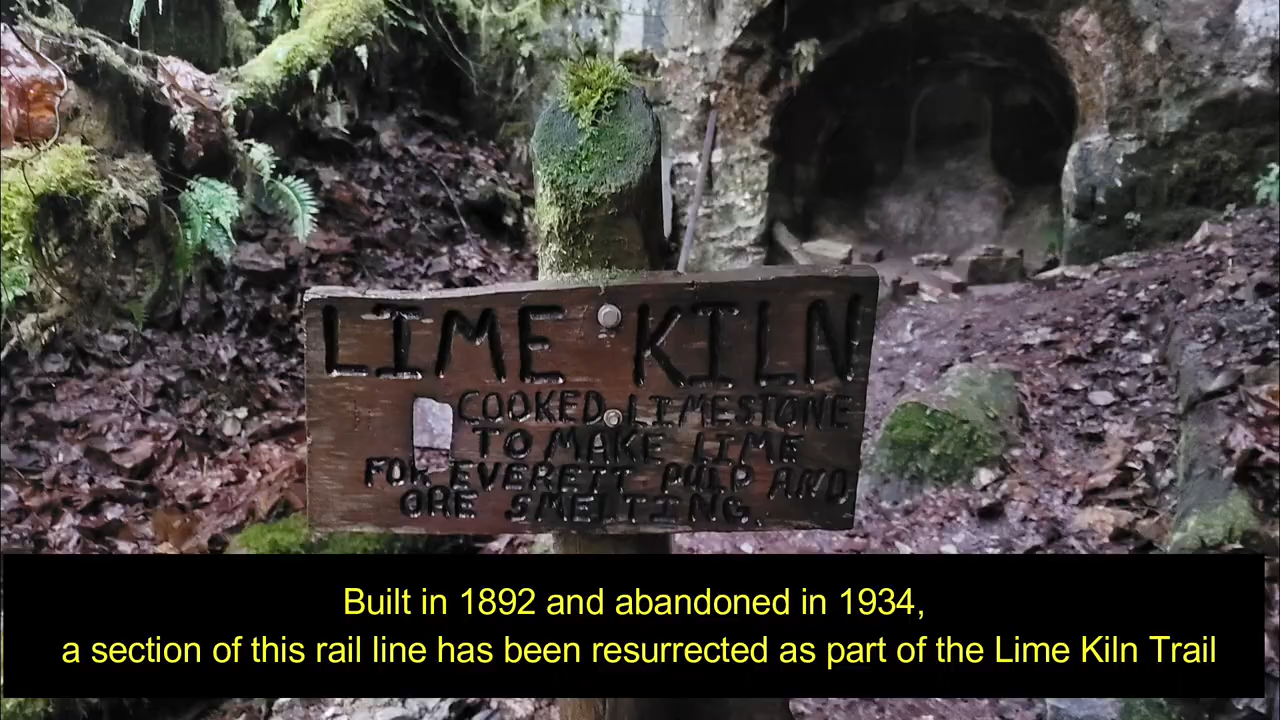 LIME KILN
COOKED LIMESTONE
TO MAKE LIME
FOR EVERETT PULP AND
ORE SMELTING.
Built in 1892 and abandoned in 1934,
a section of this rail line has been resurrected as part of the Lime Kiln Trail